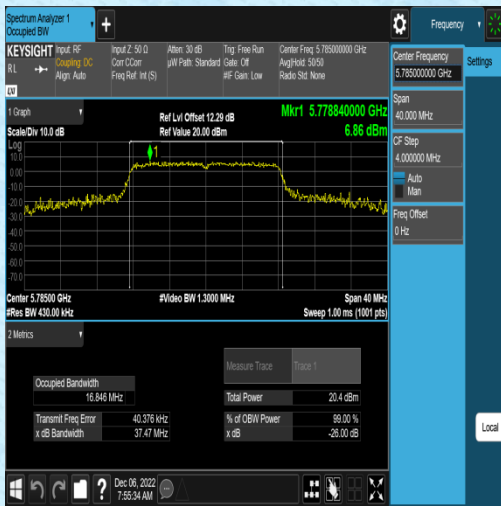 Spectrum Analyzer 1
Occupied BW
+
Frequency
KEYSIGHT
RL
LXI
Input: RF
Coupling: DC
Align: Auto
Input Z: 50 Ω
Corr CCorr
Freq Ref: Int (S)
Atten: 30 dB
µW Path: Standard
Trig: Free Run
Gate: Off
#IF Gain: Low
Center Freq: 5.785000000 GHz
Avg|Hold: 50/50
Radio Std: None
Center Frequency
5.785000000 GHz
Settings
Span
40.000 MHz
CF Step
4.000000 MHz
Auto
Man
Freq Offset
0 Hz
1 Graph
Scale/Div 10.0 dB
Ref Lvl Offset 12.29 dB
Ref Value 20.00 dBm
Mkr1 5.778840000 GHz
6.86 dBm
Log
10.0
0.00
-10.0
-20.0
-30.0
-40.0
-50.0
-60.0
-70.0
1
Center 5.78500 GHz
#Res BW 430.00 kHz
#Video BW 1.3000 MHz
Span 40 MHz
Sweep 1.00 ms (1001 pts)
2 Metrics
Measure Trace
Trace 1
Occupied Bandwidth
16.846 MHz
Total Power
20.4 dBm
Transmit Freq Error
40.376 kHz
% of OBW Power
99.00 %
x dB Bandwidth
37.47 MHz
x dB
-26.00 dB
Local
?
Dec 06, 2022
7:55:34 AM